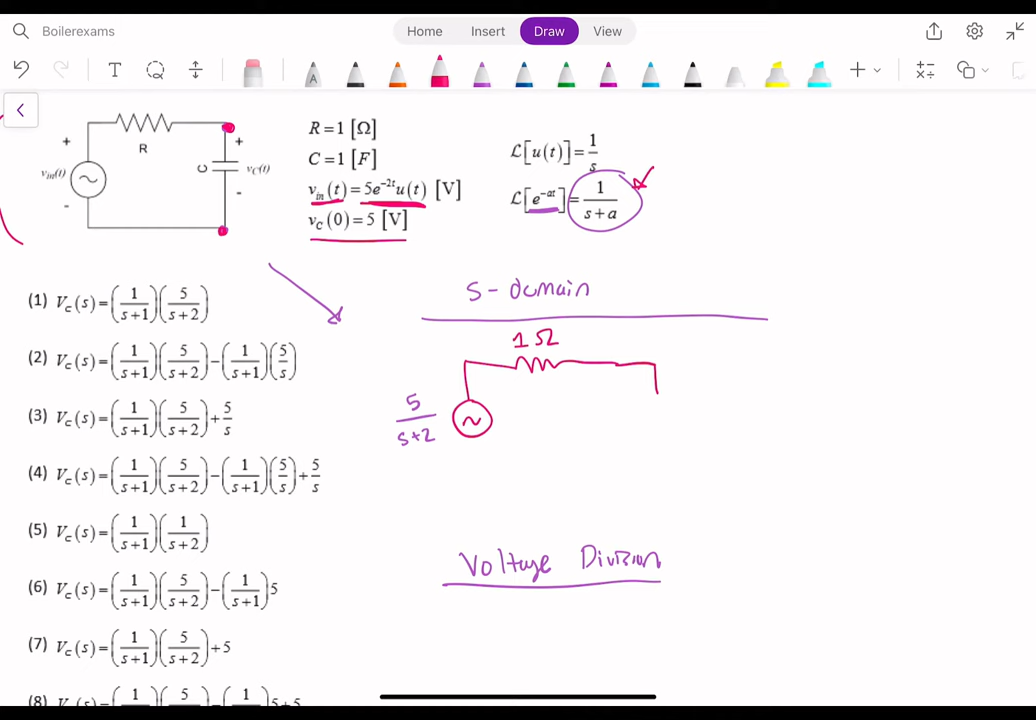 Boilerexams
Home Insert Draw View
T A
+
R
+
v_in(t)
-
C
+
v_C(t)
-
R = 1 [Ω]
C = 1 [F]
v_in(t) = 5e^{-2t}u(t) [V]
v_C(0) = 5 [V]
ℒ[u(t)] = 1/s
ℒ[e^{-at}] = 1/(s+a)
(1) V_C(s) = (1/(s+1))(5/(s+2))
(2) V_C(s) = (1/(s+1))(5/(s+2)) - (1/(s+1))(5/s)
(3) V_C(s) = (1/(s+1))(5/(s+2)) + 5/s
(4) V_C(s) = (1/(s+1))(5/(s+2)) - (1/(s+1))(5/s) + 5/s
(5) V_C(s) = (1/(s+1))(1/(s+2))
(6) V_C(s) = (1/(s+1))(5/(s+2)) - (1/(s+1))5
(7) V_C(s) = (1/(s+1))(5/(s+2)) + 5
s-domain
1Ω
5/(s+2)
Voltage Division